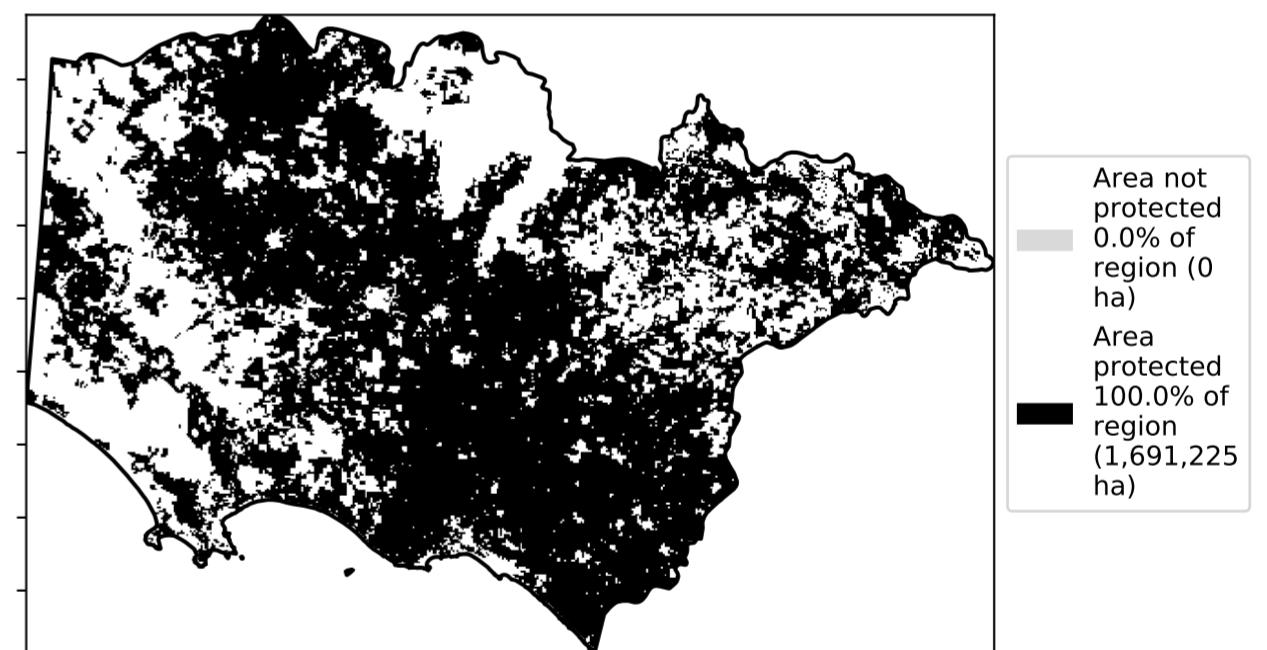 Area not
protected
0.0% of
region (0
ha)
Area
protected
100.0% of
region
(1,691,225
ha)